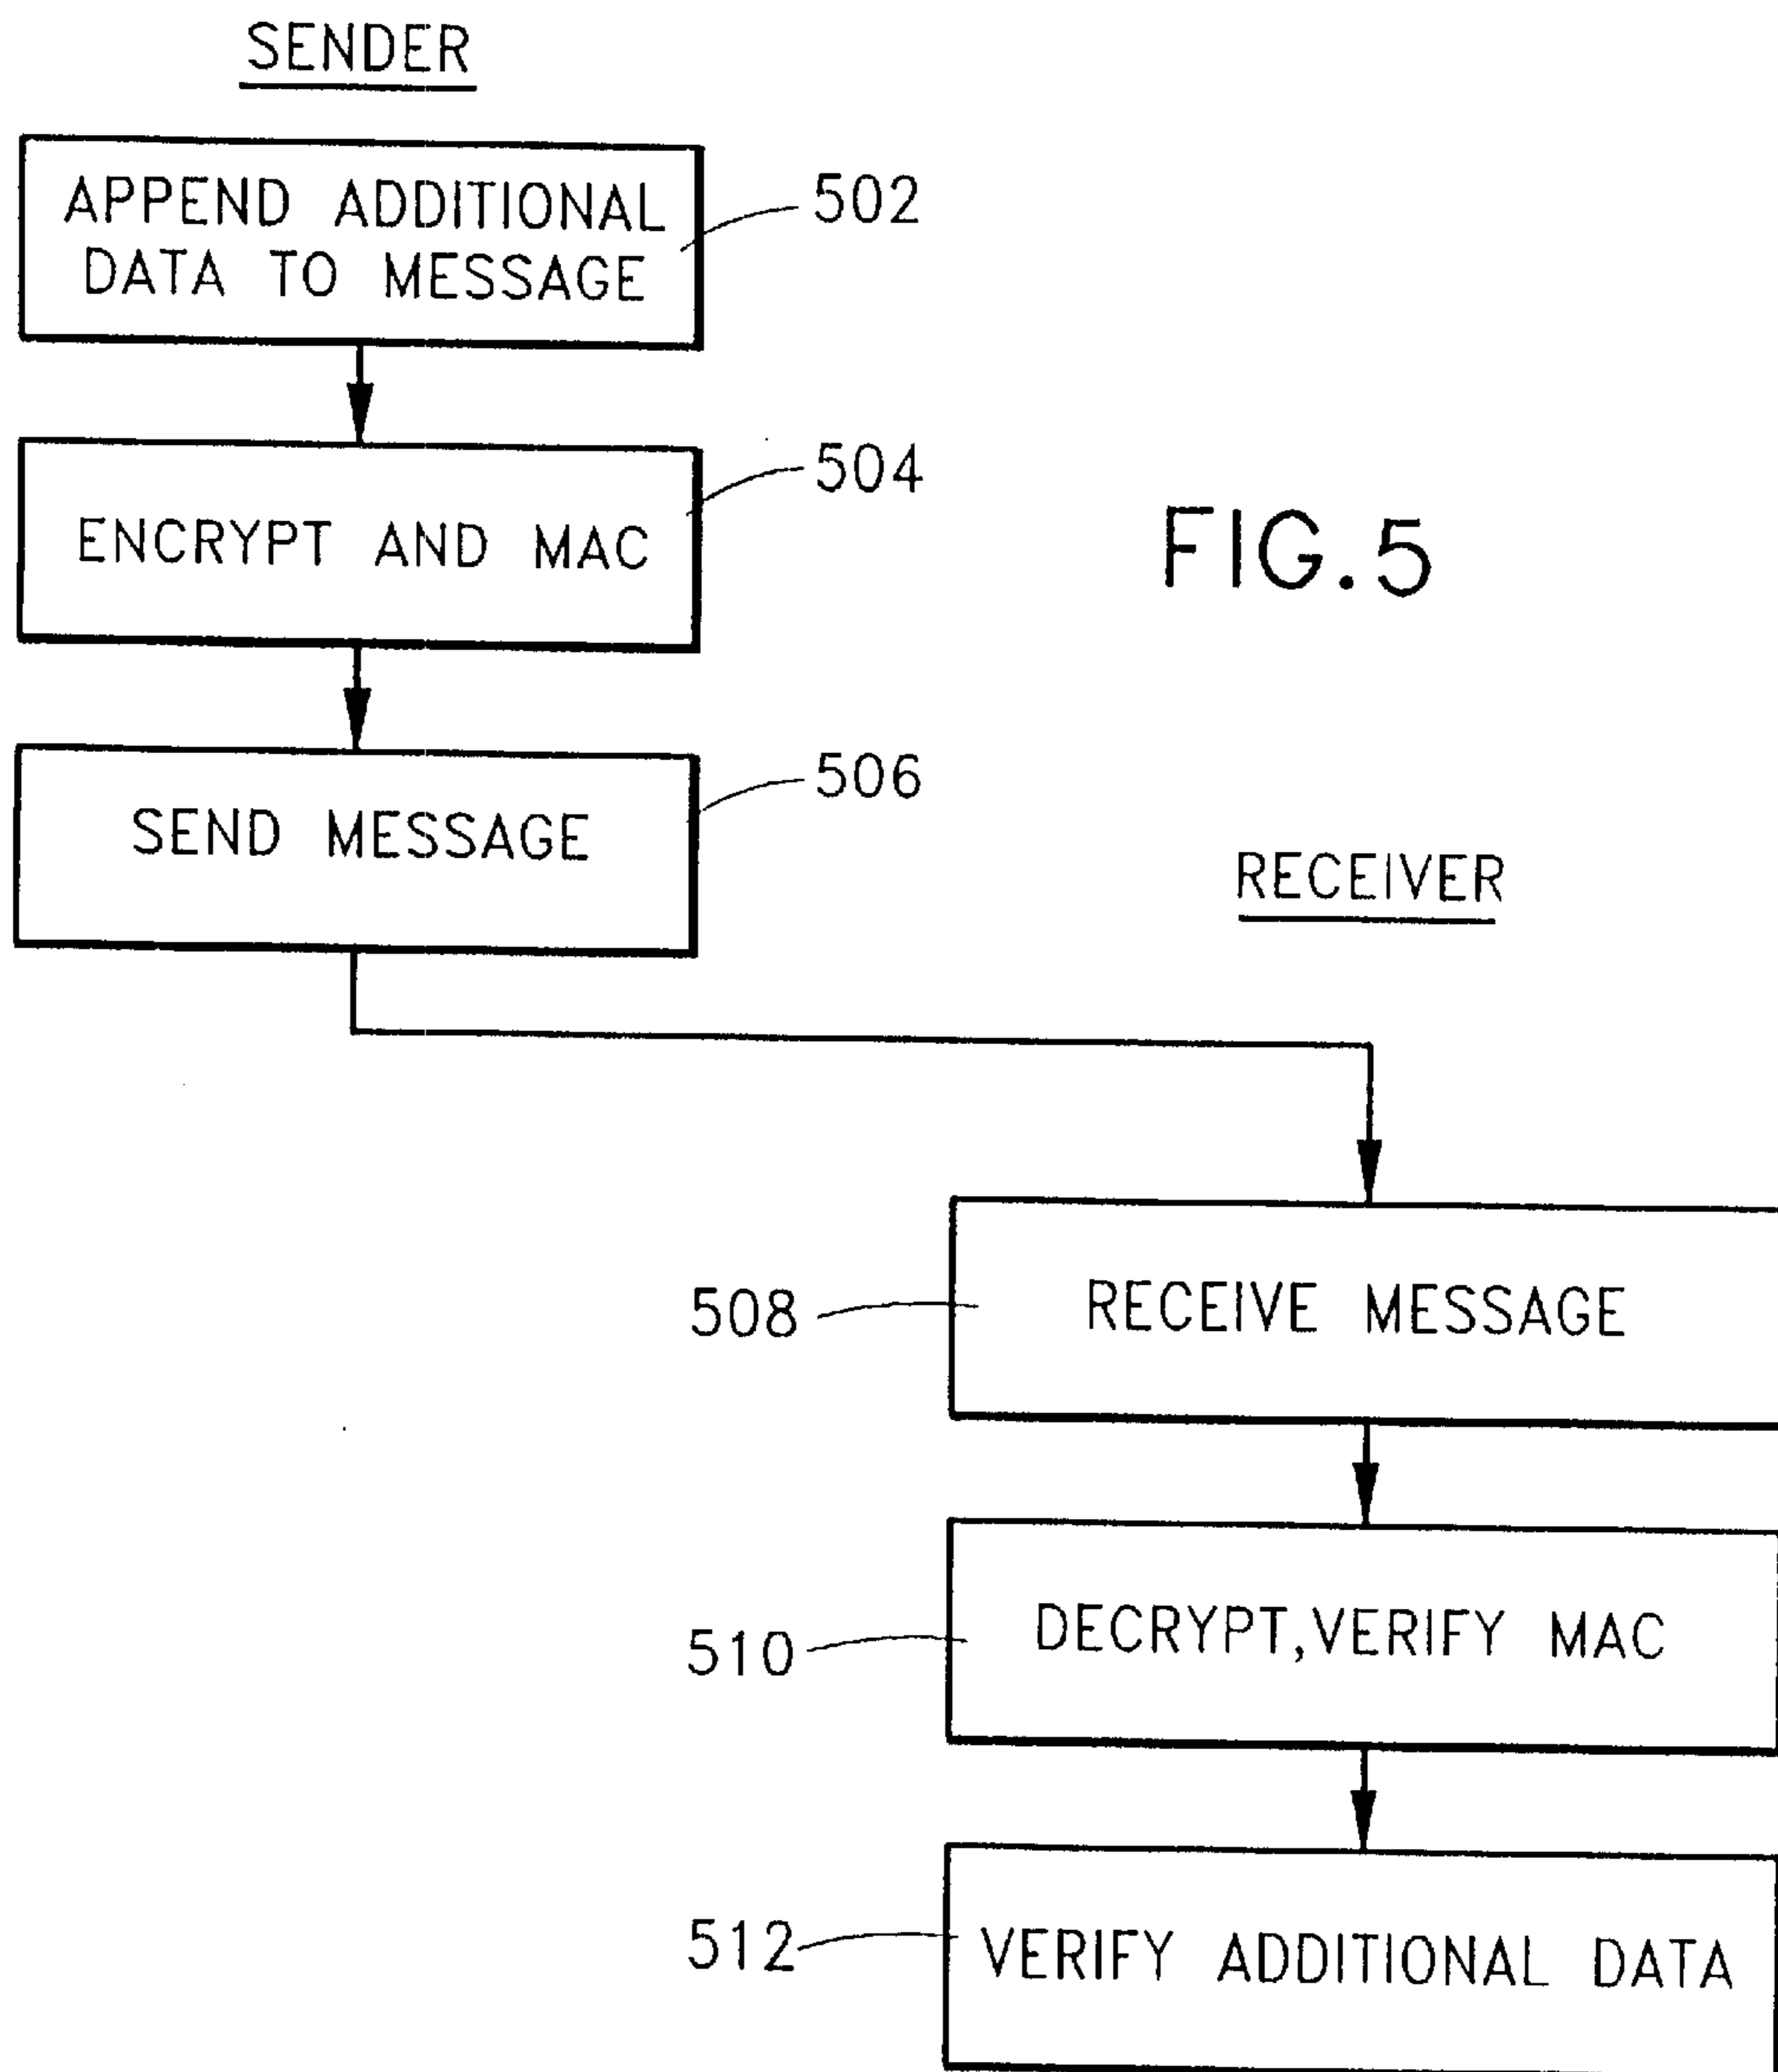 SENDER
APPEND ADDITIONAL
DATA TO MESSAGE
502
ENCRYPT AND MAC
504
FIG.5
SEND MESSAGE
506
RECEIVER
508
RECEIVE MESSAGE
510
DECRYPT,VERIFY MAC
512
VERIFY ADDITIONAL DATA